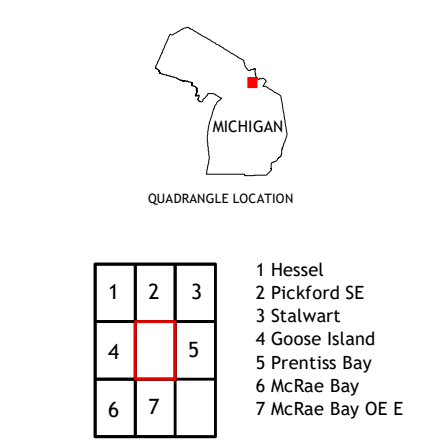 MICHIGAN
QUADRANGLE LOCATION
1 2 3
4 5
6 7
1 Hessel
2 Pickford SE
3 Stalwart
4 Goose Island
5 Prentiss Bay
6 McRae Bay
7 McRae Bay OE E